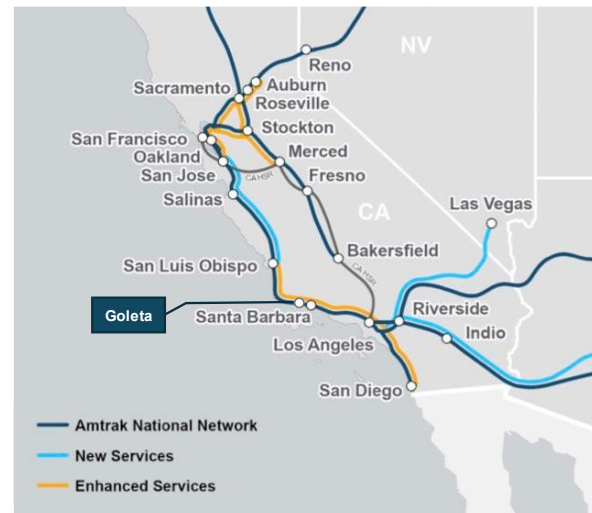 NV
Reno
Sacramento
Auburn
Roseville
Stockton
San Francisco
Oakland
Merced
San Jose
CA HSR
Fresno
Salinas
CA
Las Vegas
Bakersfield
San Luis Obispo
CA HSR
Goleta
Santa Barbara
Riverside
Los Angeles
Indio
San Diego
Amtrak National Network
New Services
Enhanced Services